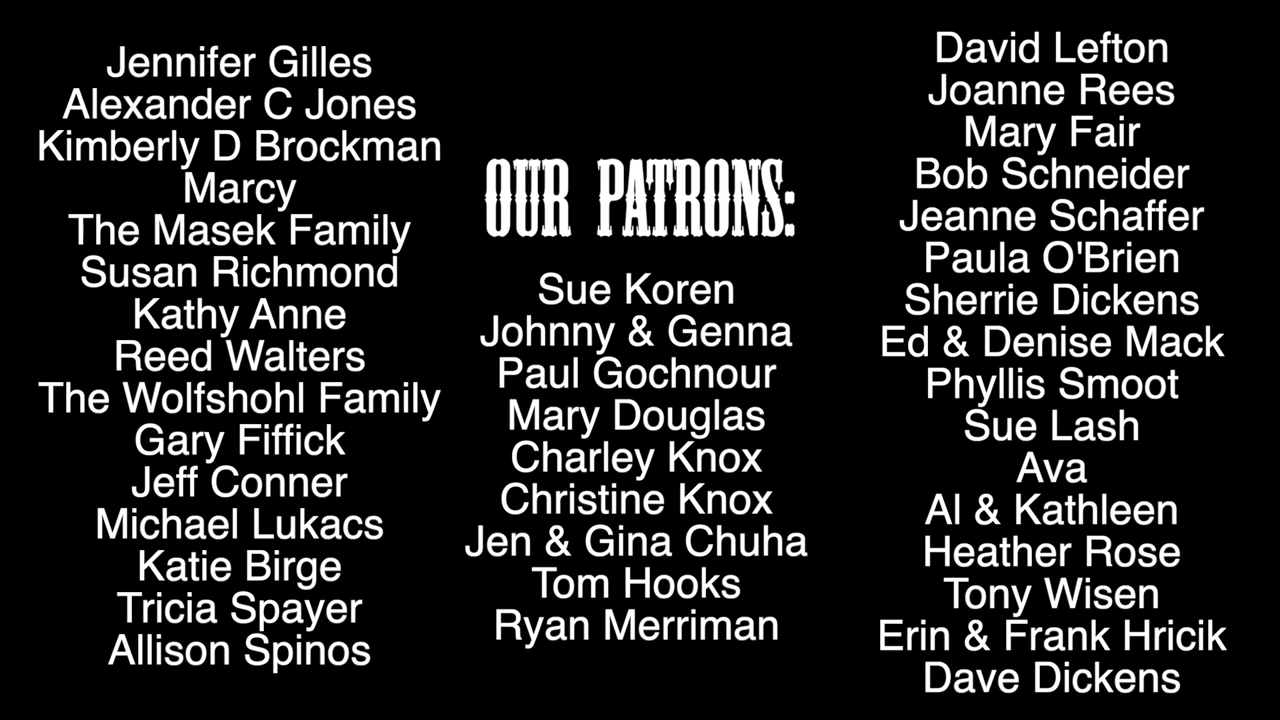 Jennifer Gilles
Alexander C Jones
Kimberly D Brockman
Marcy
The Masek Family
Susan Richmond
Kathy Anne
Reed Walters
The Wolfshohl Family
Gary Fiffick
Jeff Conner
Michael Lukacs
Katie Birge
Tricia Spayer
Allison Spinos
OUR PATRONS:
Sue Koren
Johnny & Genna
Paul Gochnour
Mary Douglas
Charley Knox
Christine Knox
Jen & Gina Chuha
Tom Hooks
Ryan Merriman
David Lefton
Joanne Rees
Mary Fair
Bob Schneider
Jeanne Schaffer
Paula O'Brien
Sherrie Dickens
Ed & Denise Mack
Phyllis Smoot
Sue Lash
Ava
Al & Kathleen
Heather Rose
Tony Wisen
Erin & Frank Hricik
Dave Dickens